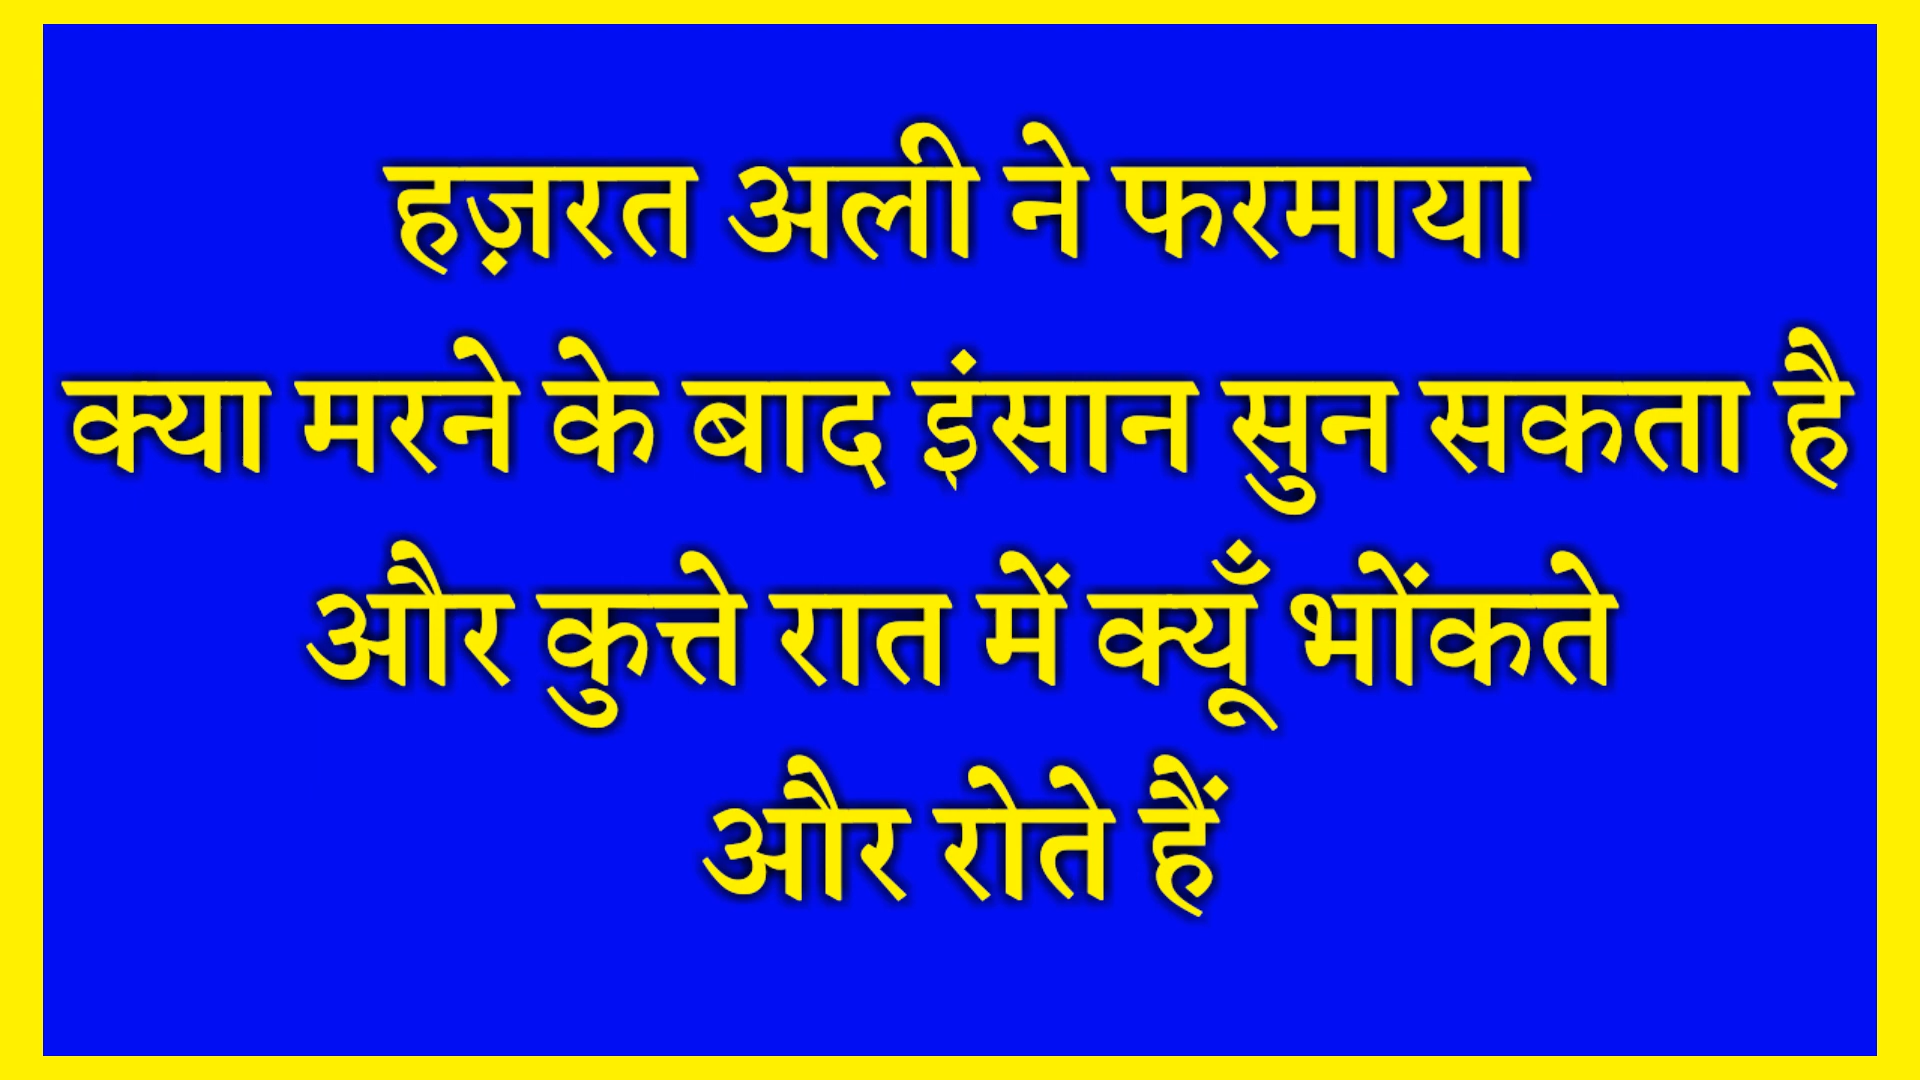 हज़रत अली ने फरमाया
क्या मरने के बाद इंसान सुन सकता है
और कुत्ते रात में क्यूँ भोंकते
और रोते हैं